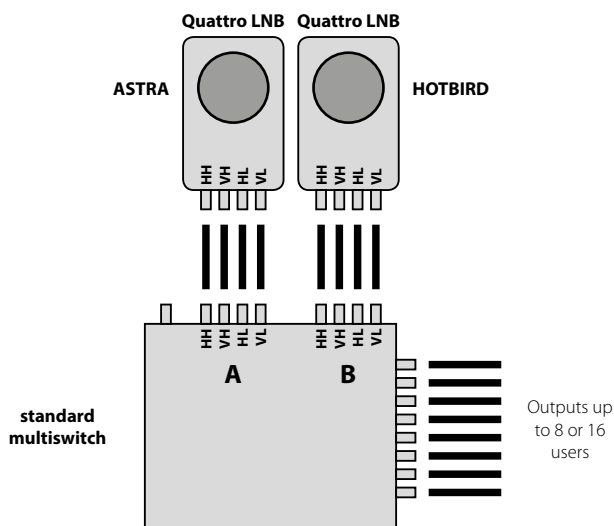 Quattro LNB Quattro LNB
ASTRA HOTBIRD
HH VH HL VL HH VH HL VL
HH VH HL VL HH VH HL VL
A B
standard
multiswitch
Outputs up
to 8 or 16
users